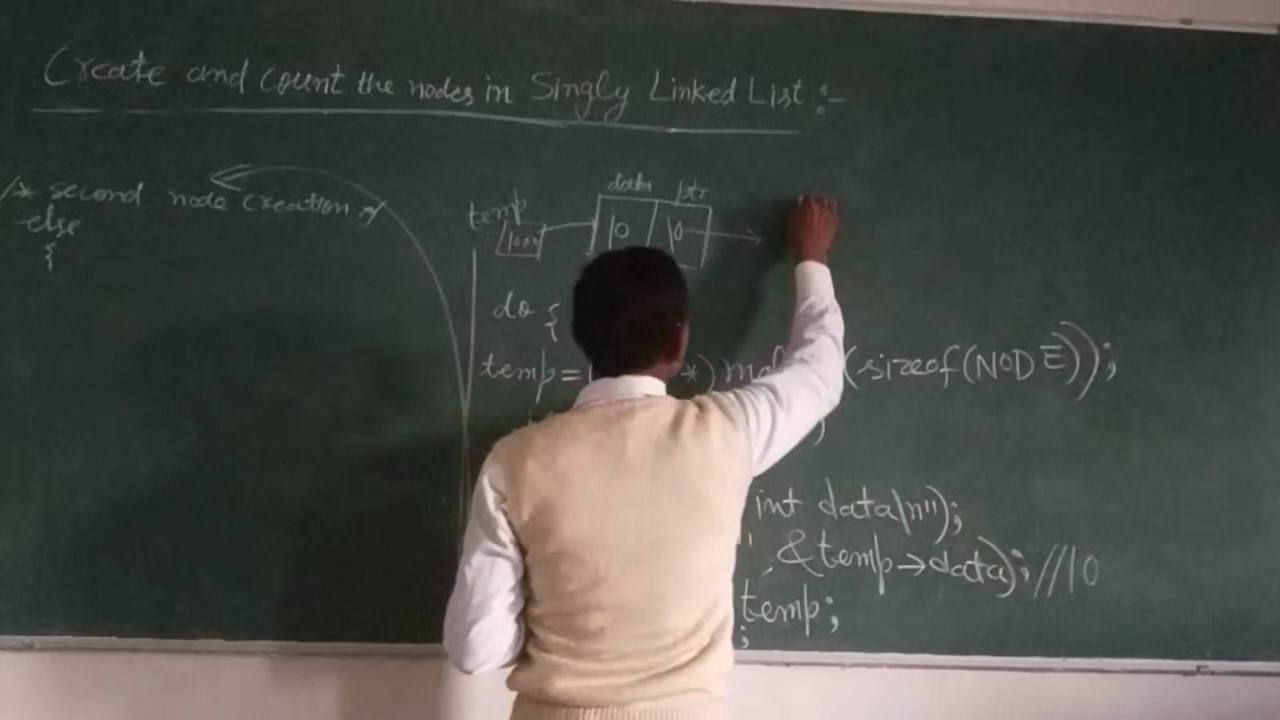 Create and count the nodes in Singly Linked List :-
/* second node creation */
else
{
data ptr
temp
1000 10 \0
do {
temp = *) (sizeof(NODE));
;
int data\n");
", &temp->data); //10
temp;
;